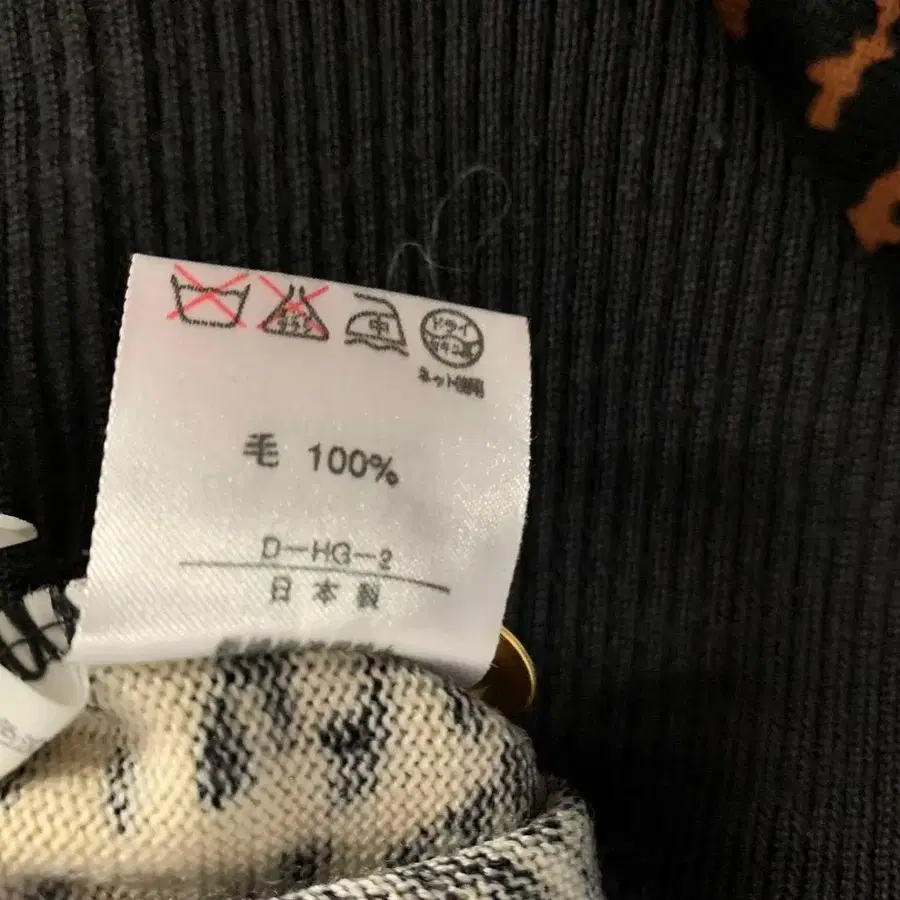 中
ドライ
ネット使用
毛 100%
D-HG-2
日本製